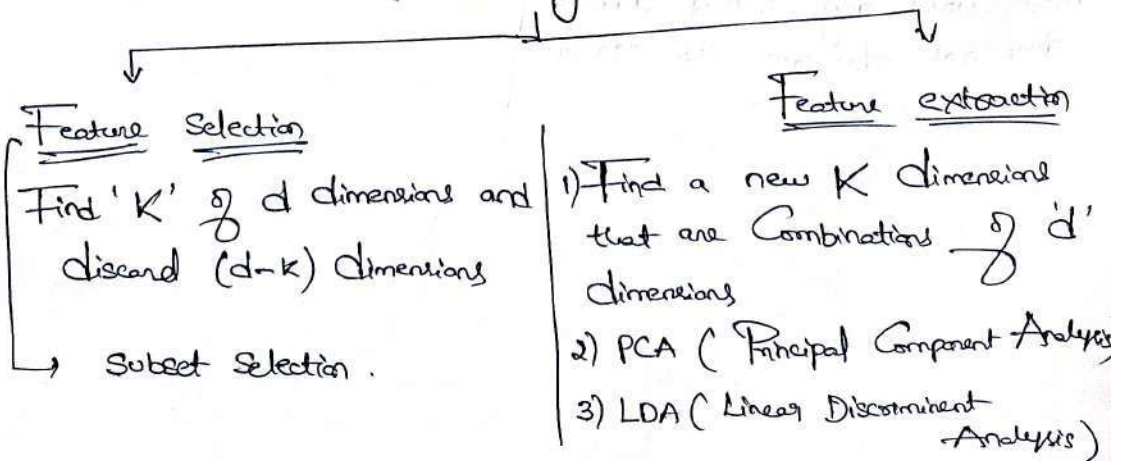 Feature Selection
Find 'K' of d dimensions and
discard (d-k) dimensions
→ Subset Selection.
Feature extraction
1) Find a new K dimensions
that are Combinations of 'd'
dimensions
2) PCA ( Principal Component Analysis
3) LDA ( Linear Discriminent
Analysis)